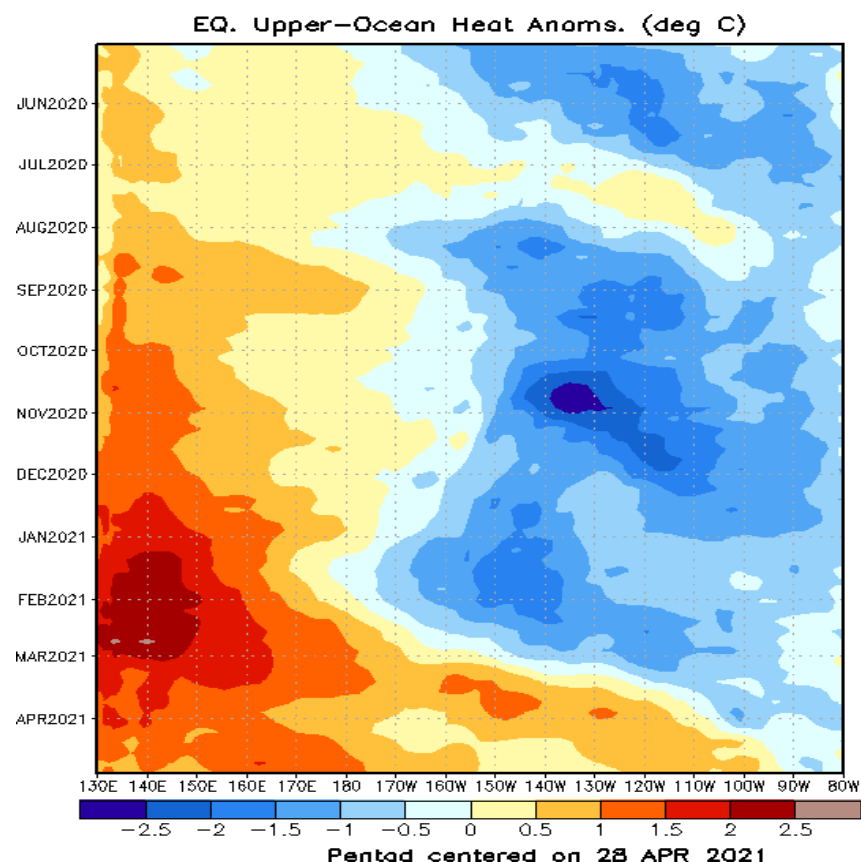 EQ. Upper-Ocean Heat Anoms. (deg C)
JUN2020
JUL2020
AUG2020
SEP2020
OCT2020
NOV2020
DEC2020
JAN2021
FEB2021
MAR2021
APR2021
130E 140E 150E 160E 170E 180 170W 160W 150W 140W 130W 120W 110W 100W 90W 80W
-2.5 -2 -1.5 -1 -0.5 0 0.5 1 1.5 2 2.5
Pentad centered on 28 APR 2021